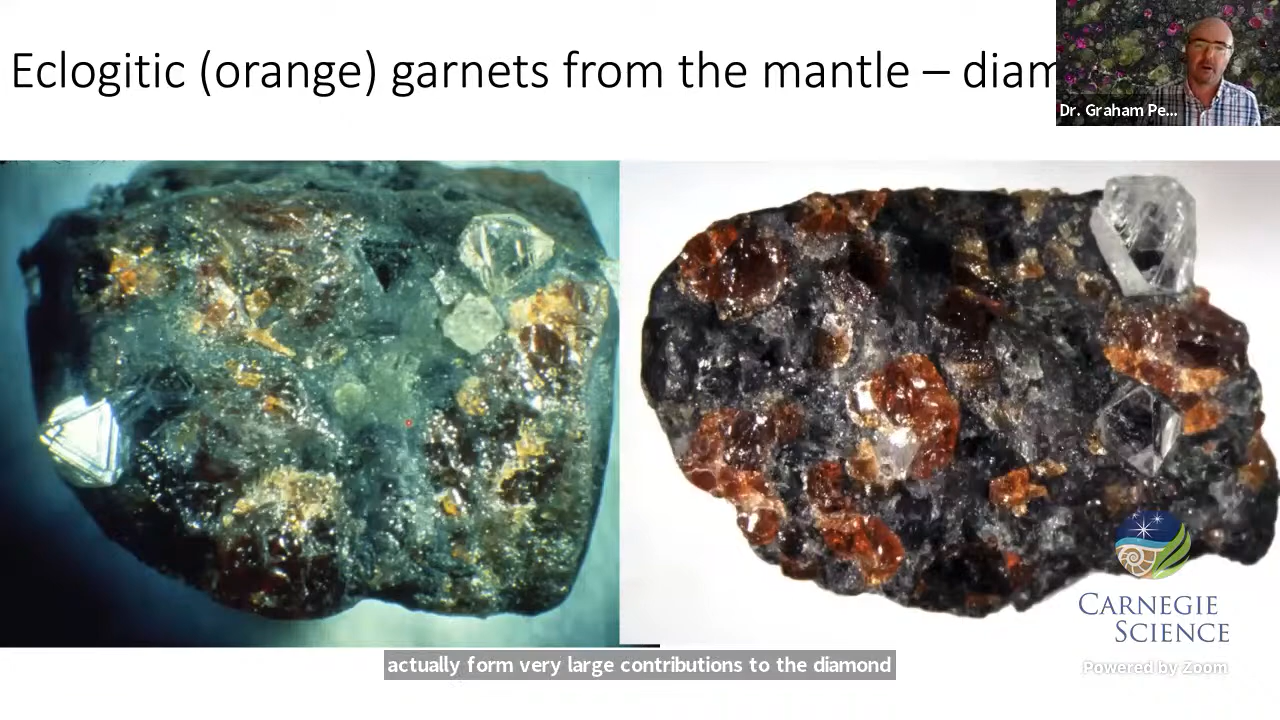 Eclogitic (orange) garnets from the mantle – diam
Dr. Graham Pe...
CARNEGIE
SCIENCE
actually form very large contributions to the diamond
Powered by Zoom